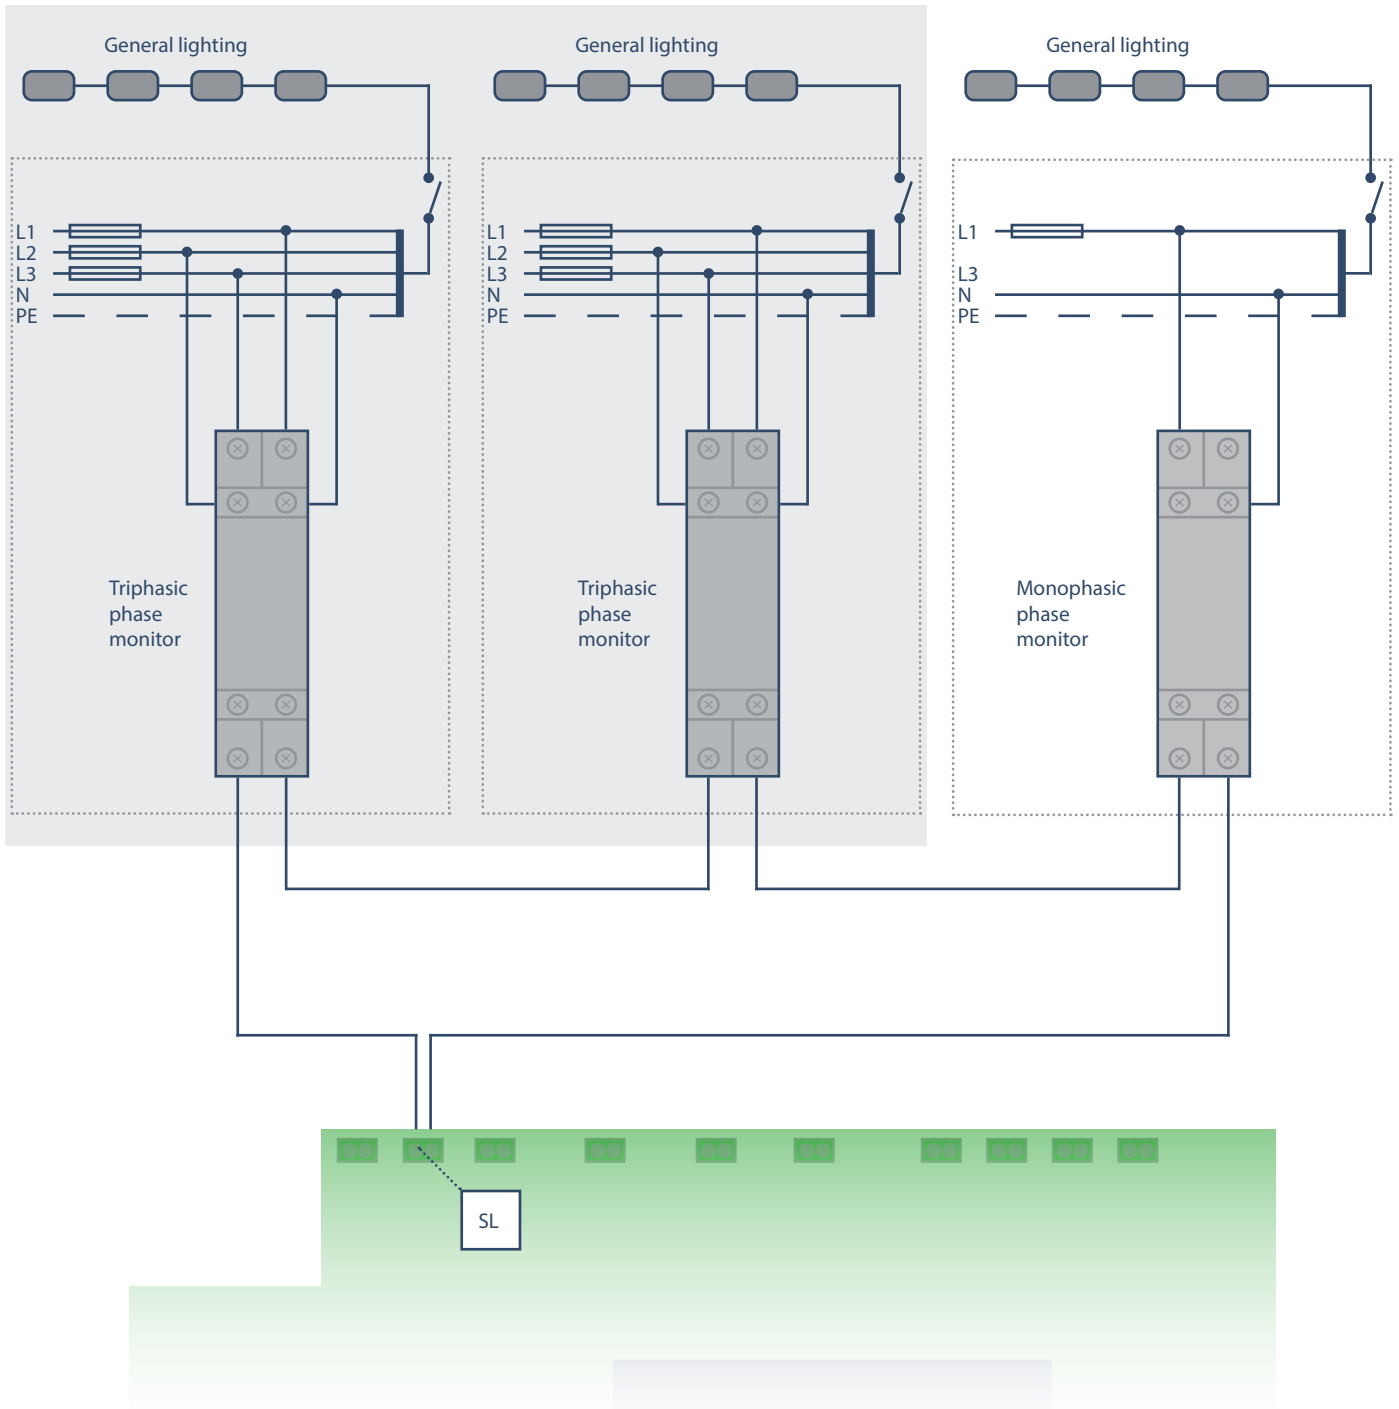 General lighting
General lighting
General lighting
L1
L2
L3
N
PE
L1
L2
L3
N
PE
L1
L3
N
PE
Triphasic
phase
monitor
Triphasic
phase
monitor
Monophasic
phase
monitor
SL